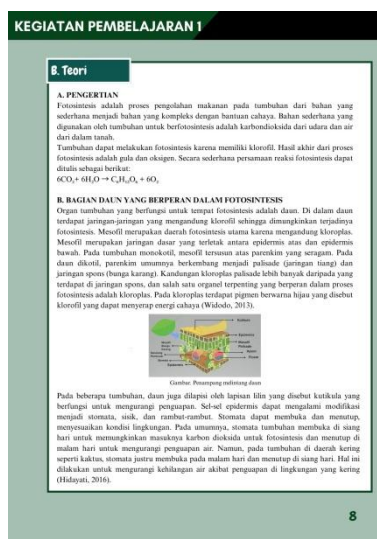 KEGIATAN PEMBELAJARAN 1
B. Teori
A. PENGERTIAN
Fotosintesis adalah proses pengolahan makanan pada tumbuhan dari bahan yang
sederhana menjadi bahan yang kompleks dengan bantuan cahaya. Bahan sederhana yang
digunakan oleh tumbuhan untuk berfotosintesis adalah karbondioksida dari udara dan air
dari dalam tanah.
Tumbuhan dapat melakukan fotosintesis karena memiliki klorofil. Hasil akhir dari proses
fotosintesis adalah gula dan oksigen. Secara sederhana persamaan reaksi fotosintesis dapat
ditulis sebagai berikut:
6CO₂+ 6H₂O → C₆H₁₂O₆ + 6O₂
B. BAGIAN DAUN YANG BERPERAN DALAM FOTOSINTESIS
Organ tumbuhan yang berfungsi untuk tempat fotosintesis adalah daun. Di dalam daun
terdapat jaringan-jaringan yang mengandung klorofil sehingga dimungkinkan terjadinya
fotosintesis. Mesofil merupakan daerah fotosintesis utama karena mengandung kloroplas.
Mesofil merupakan jaringan dasar yang terletak antara epidermis atas dan epidermis
bawah. Pada tumbuhan monokotil, mesofil tersusun atas parenkim yang seragam. Pada
daun dikotil, parenkim umumnya berkembang menjadi palisade (jaringan tiang) dan
jaringan spons (bunga karang). Kandungan kloroplas palisade lebih banyak daripada yang
terdapat di jaringan spons, dan salah satu organel terpenting yang berperan dalam proses
fotosintesis adalah kloroplas. Pada kloroplas terdapat pigmen berwarna hijau yang disebut
klorofil yang dapat menyerap energi cahaya (Widodo, 2013).
Gambar. Penampang melintang daun
Pada beberapa tumbuhan, daun juga dilapisi oleh lapisan lilin yang disebut kutikula yang
berfungsi untuk mengurangi penguapan. Sel-sel epidermis dapat mengalami modifikasi
menjadi stomata, sisik, dan rambut-rambut. Stomata dapat membuka dan menutup,
menyesuaikan kondisi lingkungan. Pada umumnya, stomata tumbuhan membuka di siang
hari untuk memungkinkan masuknya karbon dioksida untuk fotosintesis dan menutup di
malam hari untuk mengurangi penguapan air. Namun, pada tumbuhan di daerah kering
seperti kaktus, stomata justru membuka pada malam hari dan menutup di siang hari. Hal ini
dilakukan untuk mengurangi kehilangan air akibat penguapan di lingkungan yang kering
(Hidayati, 2016).
8